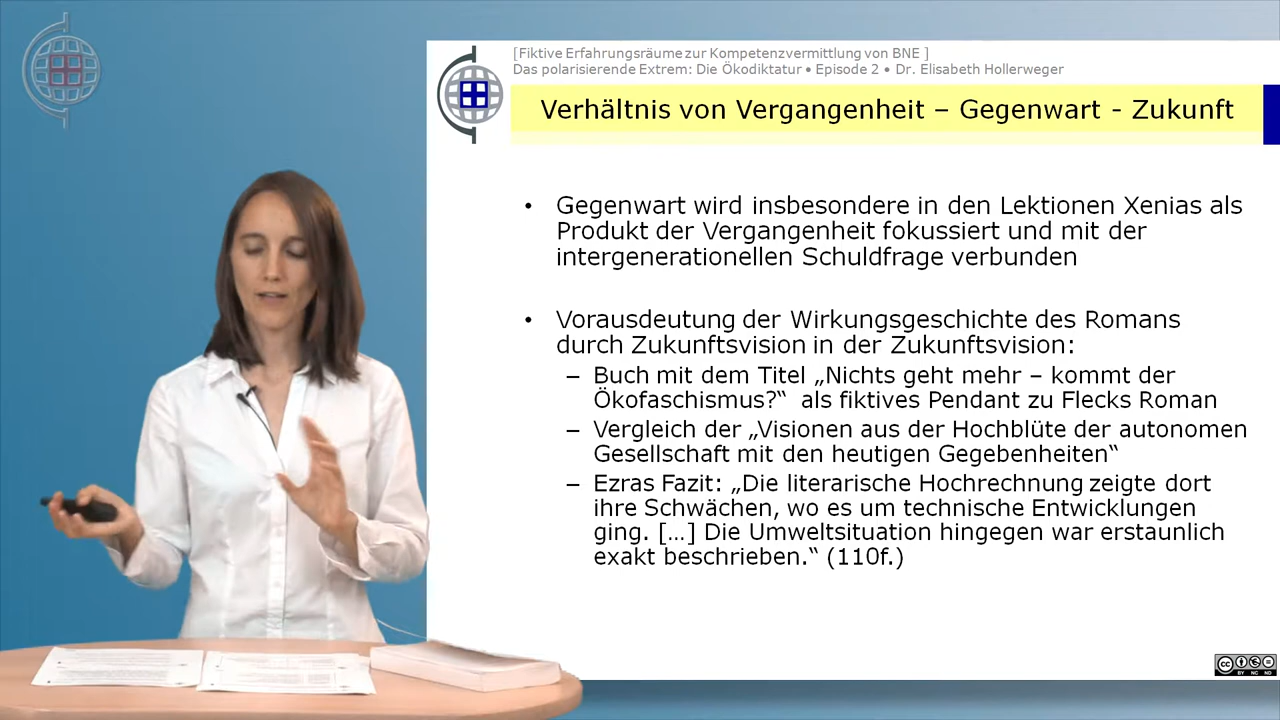 [Fiktive Erfahrungsräume zur Kompetenzvermittlung von BNE ]
Das polarisierende Extrem: Die Ökodiktatur • Episode 2 • Dr. Elisabeth Hollerweger
Verhältnis von Vergangenheit – Gegenwart - Zukunft
• Gegenwart wird insbesondere in den Lektionen Xenias als
Produkt der Vergangenheit fokussiert und mit der
intergenerationellen Schuldfrage verbunden
• Vorausdeutung der Wirkungsgeschichte des Romans
durch Zukunftsvision in der Zukunftsvision:
– Buch mit dem Titel „Nichts geht mehr – kommt der
Ökofaschismus?“ als fiktives Pendant zu Flecks Roman
– Vergleich der „Visionen aus der Hochblüte der autonomen
Gesellschaft mit den heutigen Gegebenheiten“
– Ezras Fazit: „Die literarische Hochrechnung zeigte dort
ihre Schwächen, wo es um technische Entwicklungen
ging. […] Die Umweltsituation hingegen war erstaunlich
exakt beschrieben.“ (110f.)
cc
BY NC ND